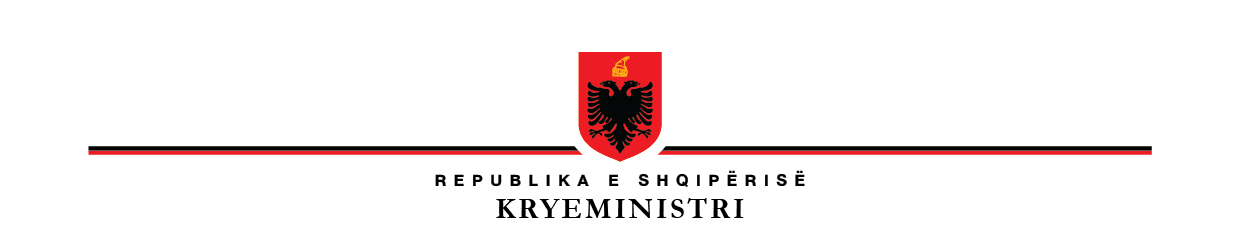 REPUBLIKA E SHQIPËRISË
KRYEMINISTRI